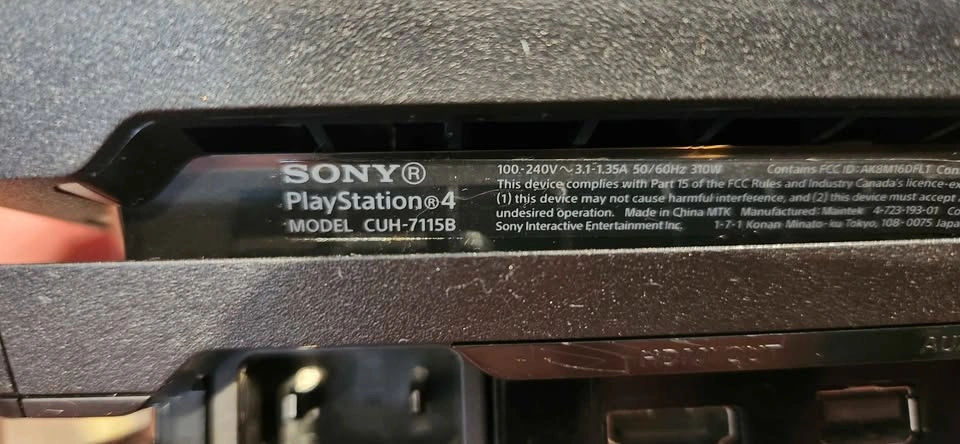 SONY®
PlayStation®4
MODEL CUH-7115B
100-240V~3.1-1.35A 50/60Hz 310W Contains FCC ID: AK8M16DFLT
This device complies with Part 15 of the FCC Rules and Industry Canada's licence-ex
(1) this device may not cause harmful interference, and (2) this device must accept
undesired operation. Made in China MTK Manufactured: Maintek 4-723-193-01
Sony Interactive Entertainment Inc. 1-7-1 Konan Minato-ku Tokyo, 108-0075 Japa
HDMI OUT AU